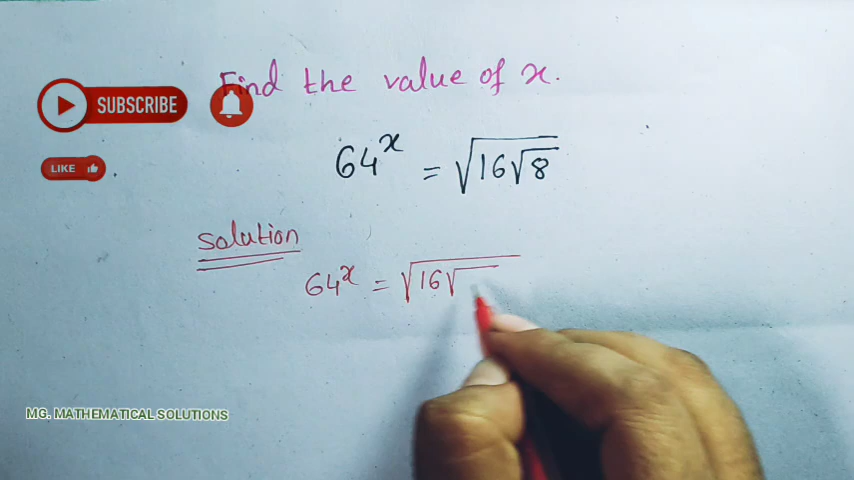 Find the value of x.
SUBSCRIBE
64^x = √(16√8)
LIKE
solution
64^x = √(16√
MG. MATHEMATICAL SOLUTIONS